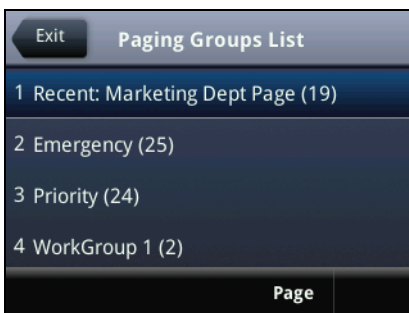 Exit
Paging Groups List
1 Recent: Marketing Dept Page (19)
2 Emergency (25)
3 Priority (24)
4 WorkGroup 1 (2)
Page